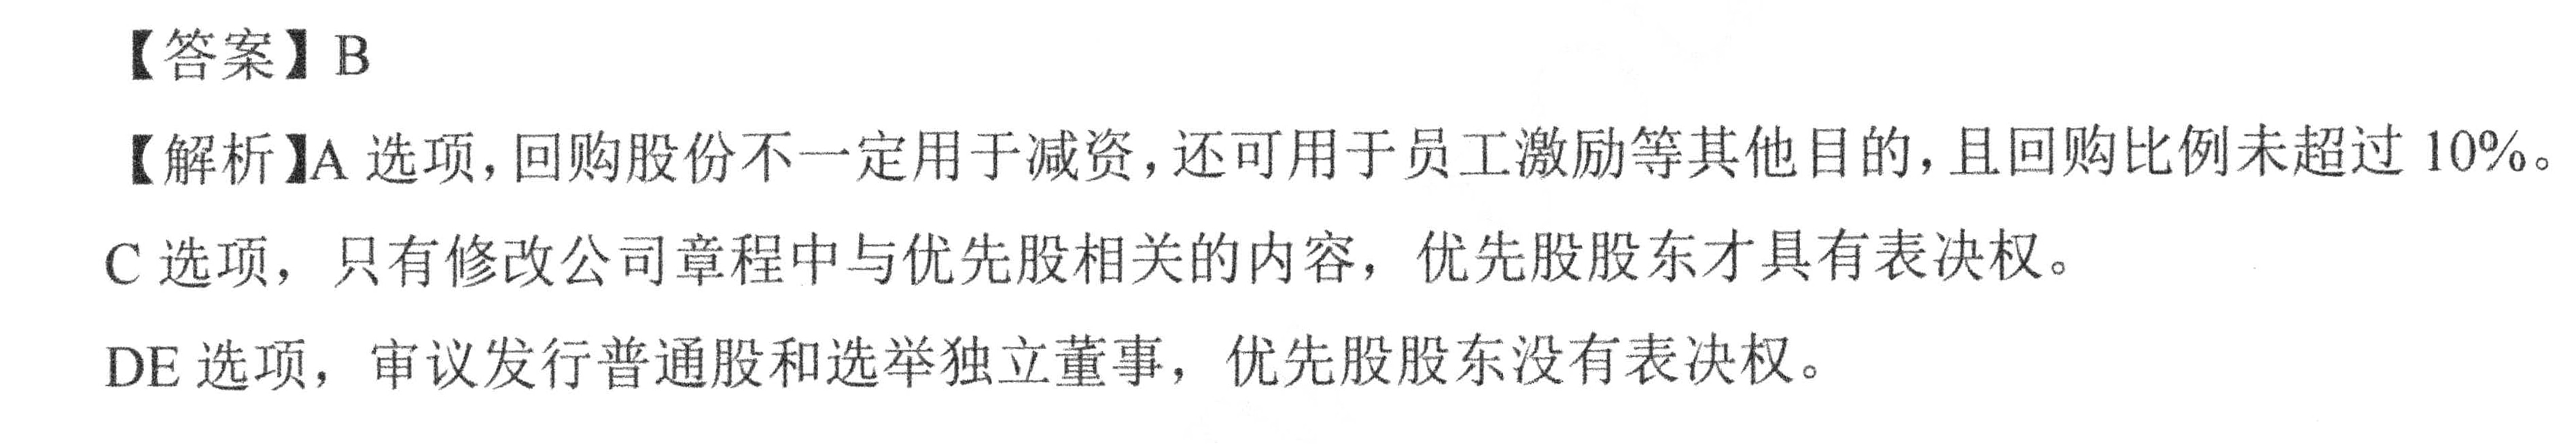 【答案】B
【解析】A 选项，回购股份不一定用于减资，还可用于员工激励等其他目的，且回购比例未超过 10%。
C 选项，只有修改公司章程中与优先股相关的内容，优先股股东才具有表决权。
DE 选项，审议发行普通股和选举独立董事，优先股股东没有表决权。